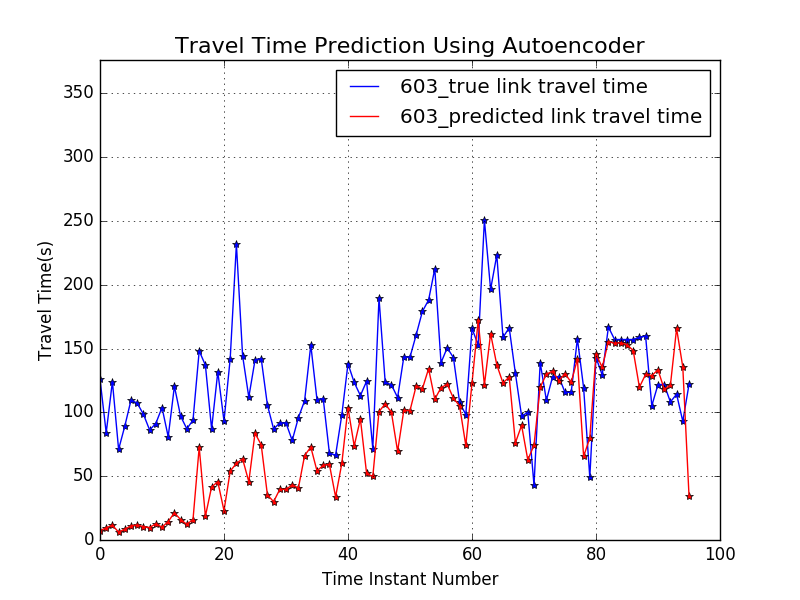 Travel Time Prediction Using Autoencoder
603_true link travel time
603_predicted link travel time
Travel Time(s)
350
300
250
200
150
100
50
0
0 20 40 60 80 100
Time Instant Number